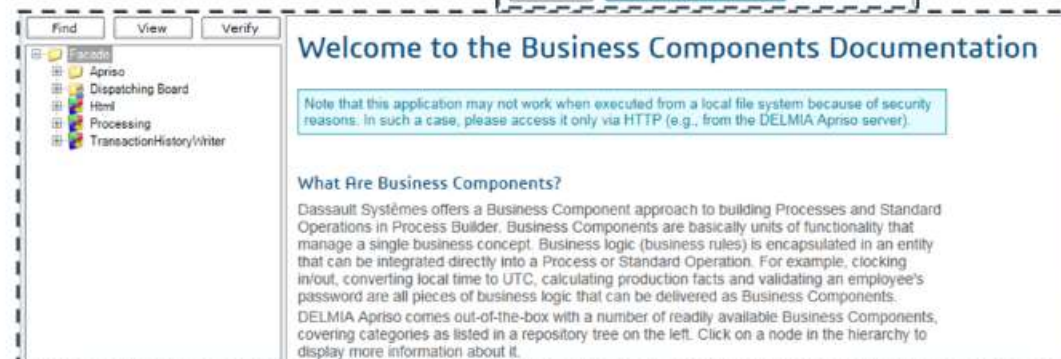 Find View Verify
Facade
Apriso
Dispatching Board
Html
Processing
TransactionHistoryWriter
Welcome to the Business Components Documentation
Note that this application may not work when executed from a local file system because of security
reasons. In such a case, please access it only via HTTP (e.g., from the DELMIA Apriso server).
What Are Business Components?
Dassault Systèmes offers a Business Component approach to building Processes and Standard
Operations in Process Builder. Business Components are basically units of functionality that
manage a single business concept. Business logic (business rules) is encapsulated in an entity
that can be integrated directly into a Process or Standard Operation. For example, clocking
in/out, converting local time to UTC, calculating production facts and validating an employee's
password are all pieces of business logic that can be delivered as Business Components.
DELMIA Apriso comes out-of-the-box with a number of readily available Business Components,
covering categories as listed in a repository tree on the left. Click on a node in the hierarchy to
display more information about it.